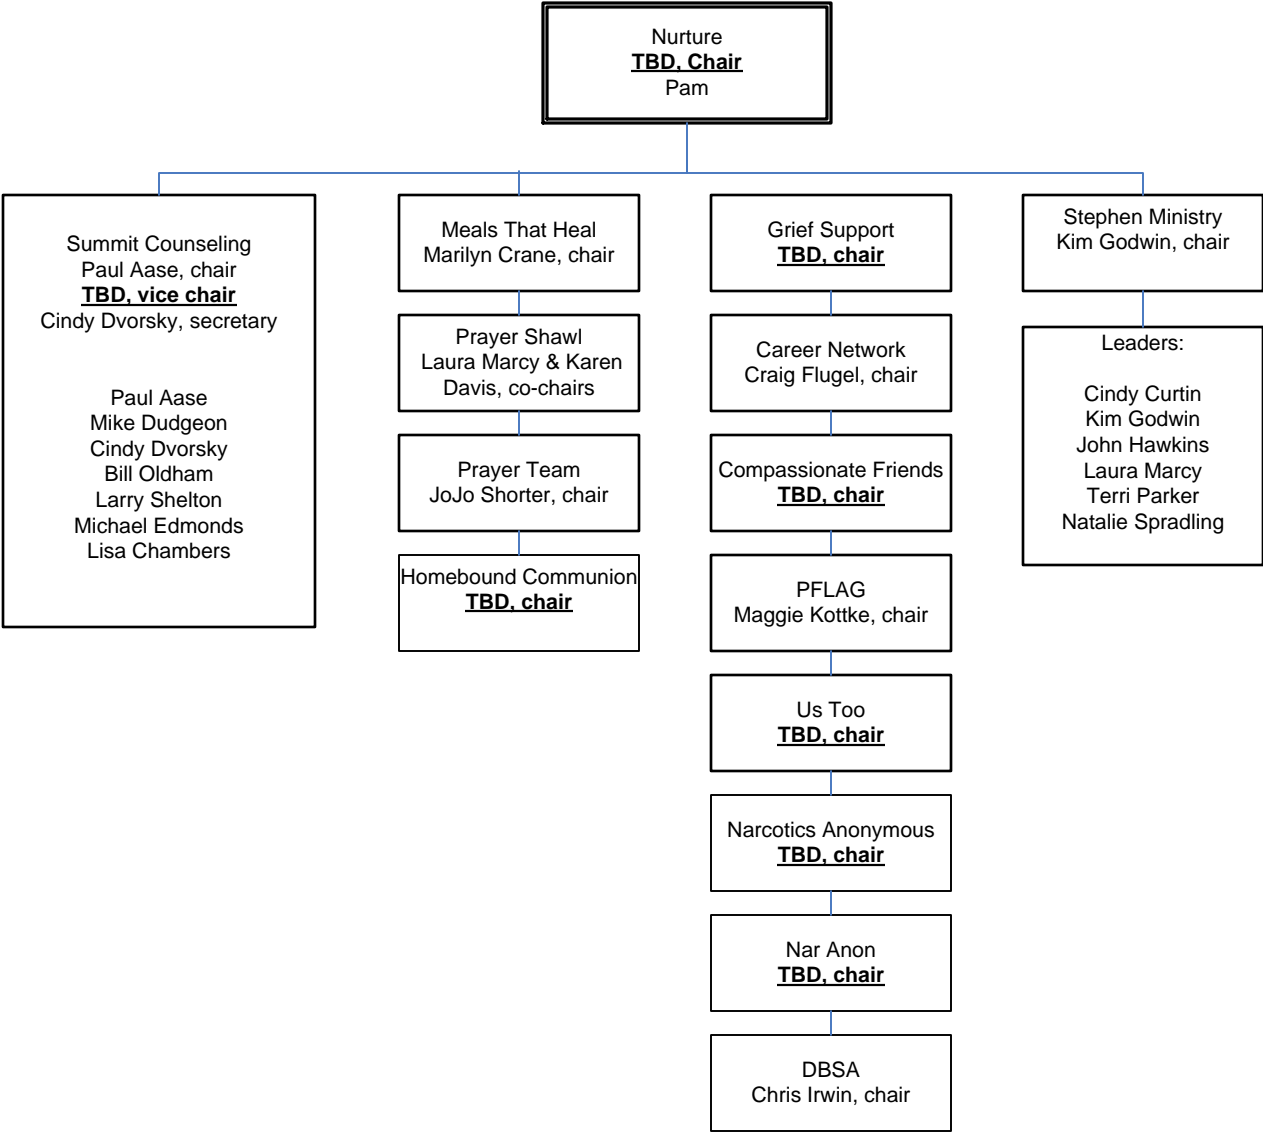 Nurture
TBD, Chair
Pam
Summit Counseling
Paul Aase, chair
TBD, vice chair
Cindy Dvorsky, secretary
Paul Aase
Mike Dudgeon
Cindy Dvorsky
Bill Oldham
Larry Shelton
Michael Edmonds
Lisa Chambers
Meals That Heal
Marilyn Crane, chair
Prayer Shawl
Laura Marcy & Karen
Davis, co-chairs
Prayer Team
JoJo Shorter, chair
Homebound Communion
TBD, chair
Grief Support
TBD, chair
Career Network
Craig Flugel, chair
Compassionate Friends
TBD, chair
PFLAG
Maggie Kottke, chair
Us Too
TBD, chair
Narcotics Anonymous
TBD, chair
Nar Anon
TBD, chair
DBSA
Chris Irwin, chair
Stephen Ministry
Kim Godwin, chair
Leaders:
Cindy Curtin
Kim Godwin
John Hawkins
Laura Marcy
Terri Parker
Natalie Spradling